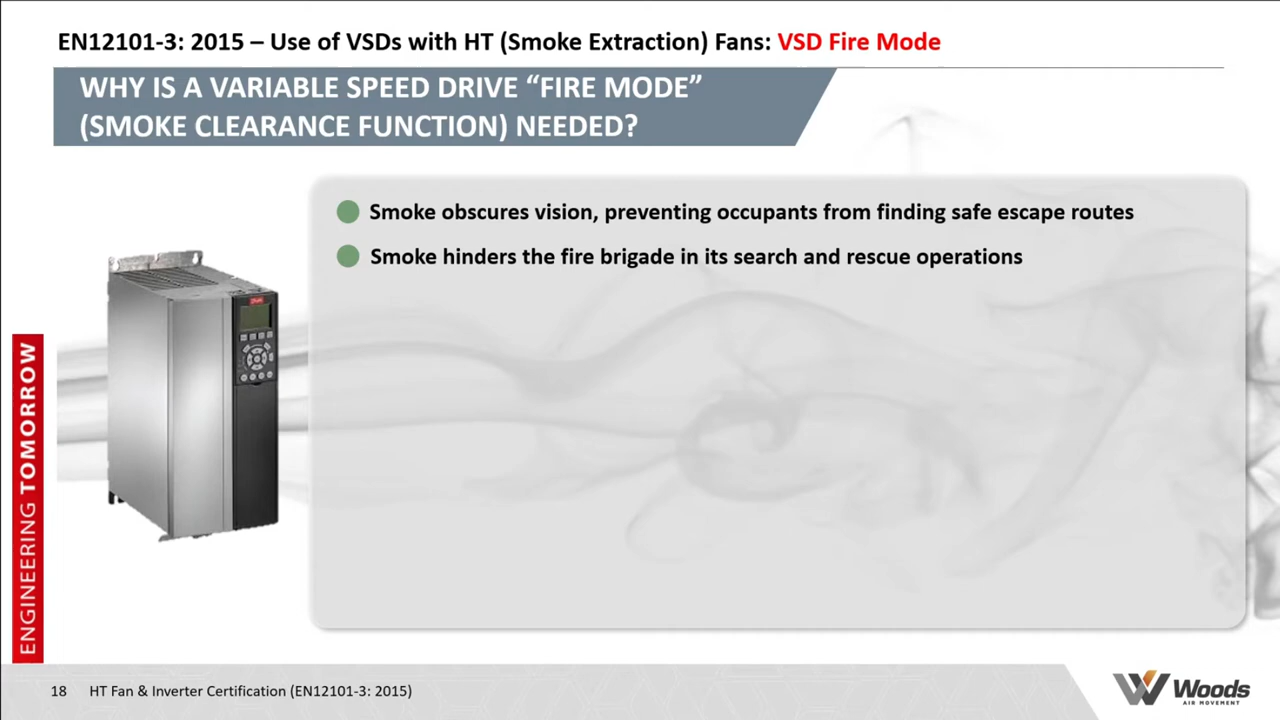 EN12101-3: 2015 – Use of VSDs with HT (Smoke Extraction) Fans: VSD Fire Mode
WHY IS A VARIABLE SPEED DRIVE “FIRE MODE”
(SMOKE CLEARANCE FUNCTION) NEEDED?
Smoke obscures vision, preventing occupants from finding safe escape routes
Smoke hinders the fire brigade in its search and rescue operations
ENGINEERING TOMORROW
18 HT Fan & Inverter Certification (EN12101-3: 2015)
Woods
AIR MOVEMENT